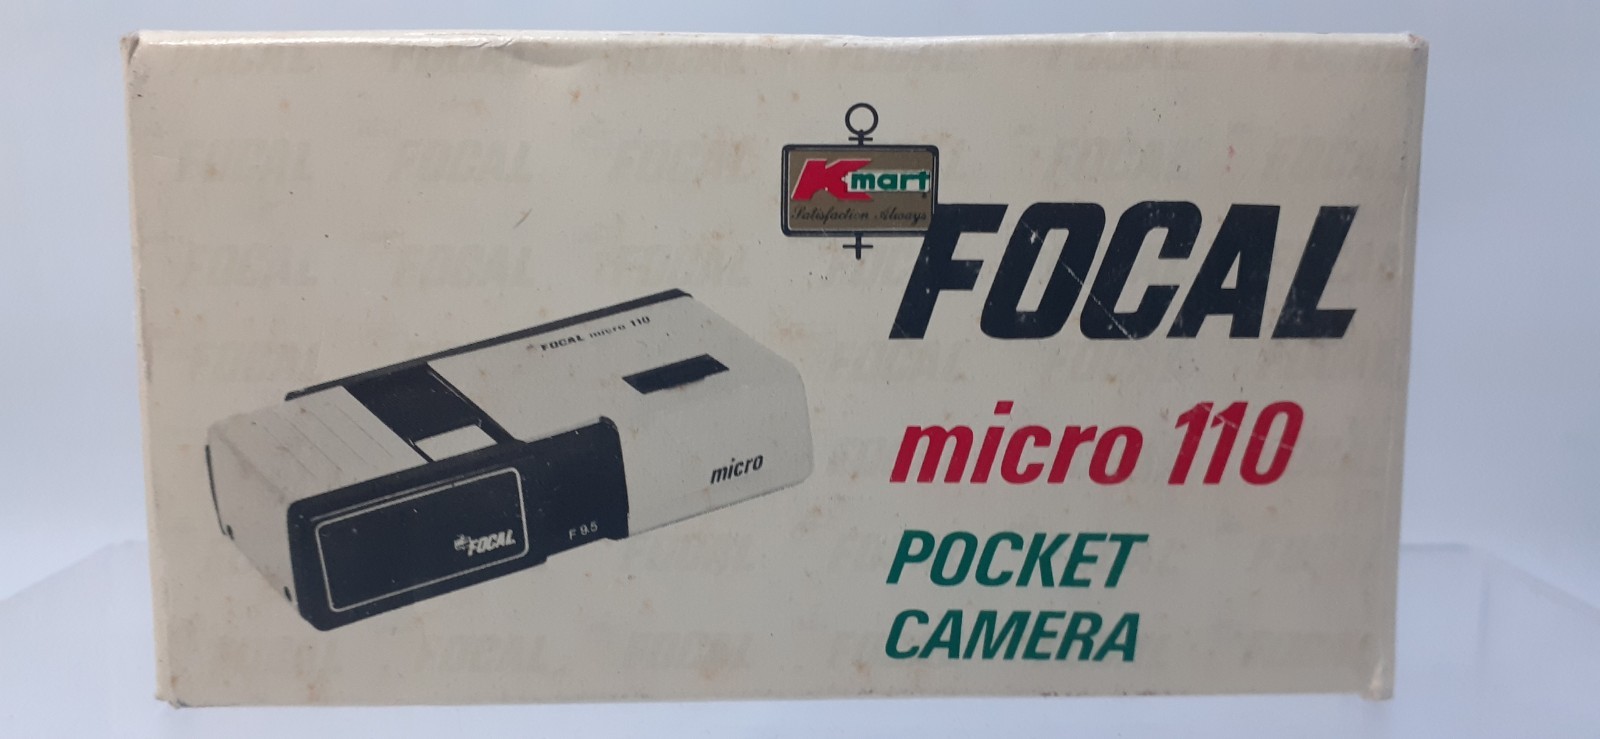 Kmart
Satisfaction Always
FOCAL
micro 110
POCKET
CAMERA
FOCAL micro 110
micro
FOCAL
F 9.5